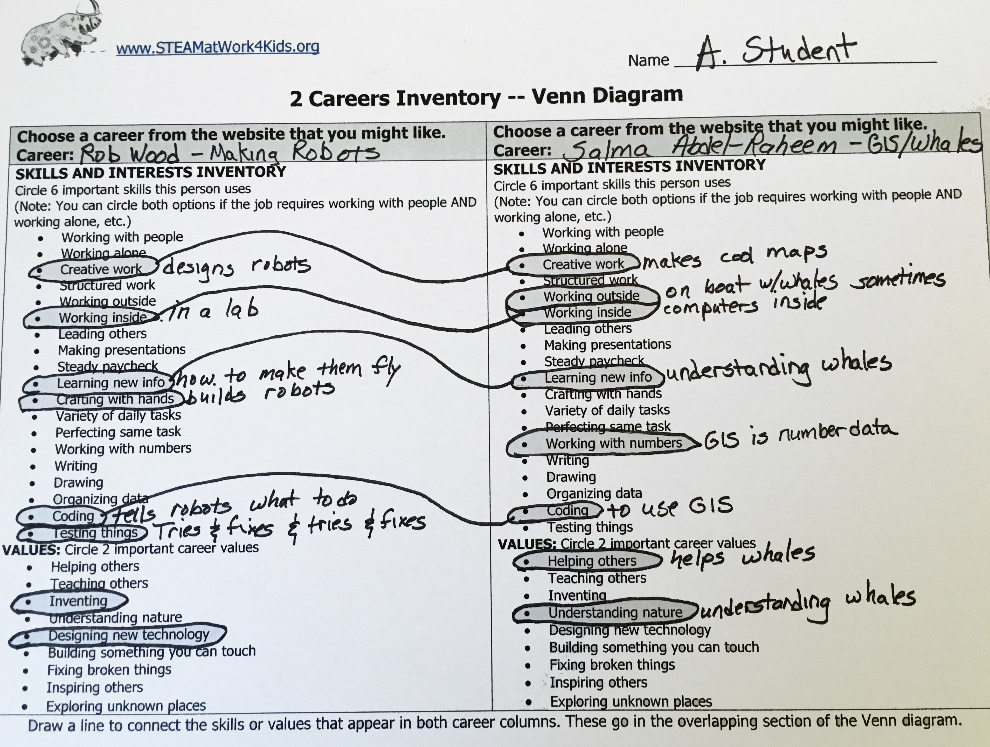 www.STEAMatWork4Kids.org
Name A. Student
2 Careers Inventory -- Venn Diagram
Choose a career from the website that you might like.
Career: Rob Wood - Making Robots
SKILLS AND INTERESTS INVENTORY
Circle 6 important skills this person uses
(Note: You can circle both options if the job requires working with people AND
working alone, etc.)
• Working with people
• Working alone
• Creative work designs robots
• Structured work
• Working outside
• Working inside in a lab
• Leading others
• Making presentations
• Steady paycheck
• Learning new info how to make them fly
• Crafting with hands builds robots
• Variety of daily tasks
• Perfecting same task
• Working with numbers
• Writing
• Drawing
• Organizing data
• Coding tells robots what to do
• Testing things Tries & fixes & tries & fixes
VALUES: Circle 2 important career values
• Helping others
• Teaching others
• Inventing
• Understanding nature
• Designing new technology
• Building something you can touch
• Fixing broken things
• Inspiring others
• Exploring unknown places
Choose a career from the website that you might like.
Career: Salma Abdel-Raheem - GIS/whales
SKILLS AND INTERESTS INVENTORY
Circle 6 important skills this person uses
(Note: You can circle both options if the job requires working with people AND
working alone, etc.)
• Working with people
• Working alone
• Creative work makes cool maps
• Structured work
• Working outside on boat w/whales sometimes
• Working inside computers inside
• Leading others
• Making presentations
• Steady paycheck
• Learning new info understanding whales
• Crafting with hands
• Variety of daily tasks
• Perfecting same task
• Working with numbers GIS is number data
• Writing
• Drawing
• Organizing data
• Coding to use GIS
• Testing things
VALUES: Circle 2 important career values
• Helping others helps whales
• Teaching others
• Inventing
• Understanding nature understanding whales
• Designing new technology
• Building something you can touch
• Fixing broken things
• Inspiring others
• Exploring unknown places
Draw a line to connect the skills or values that appear in both career columns. These go in the overlapping section of the Venn diagram.